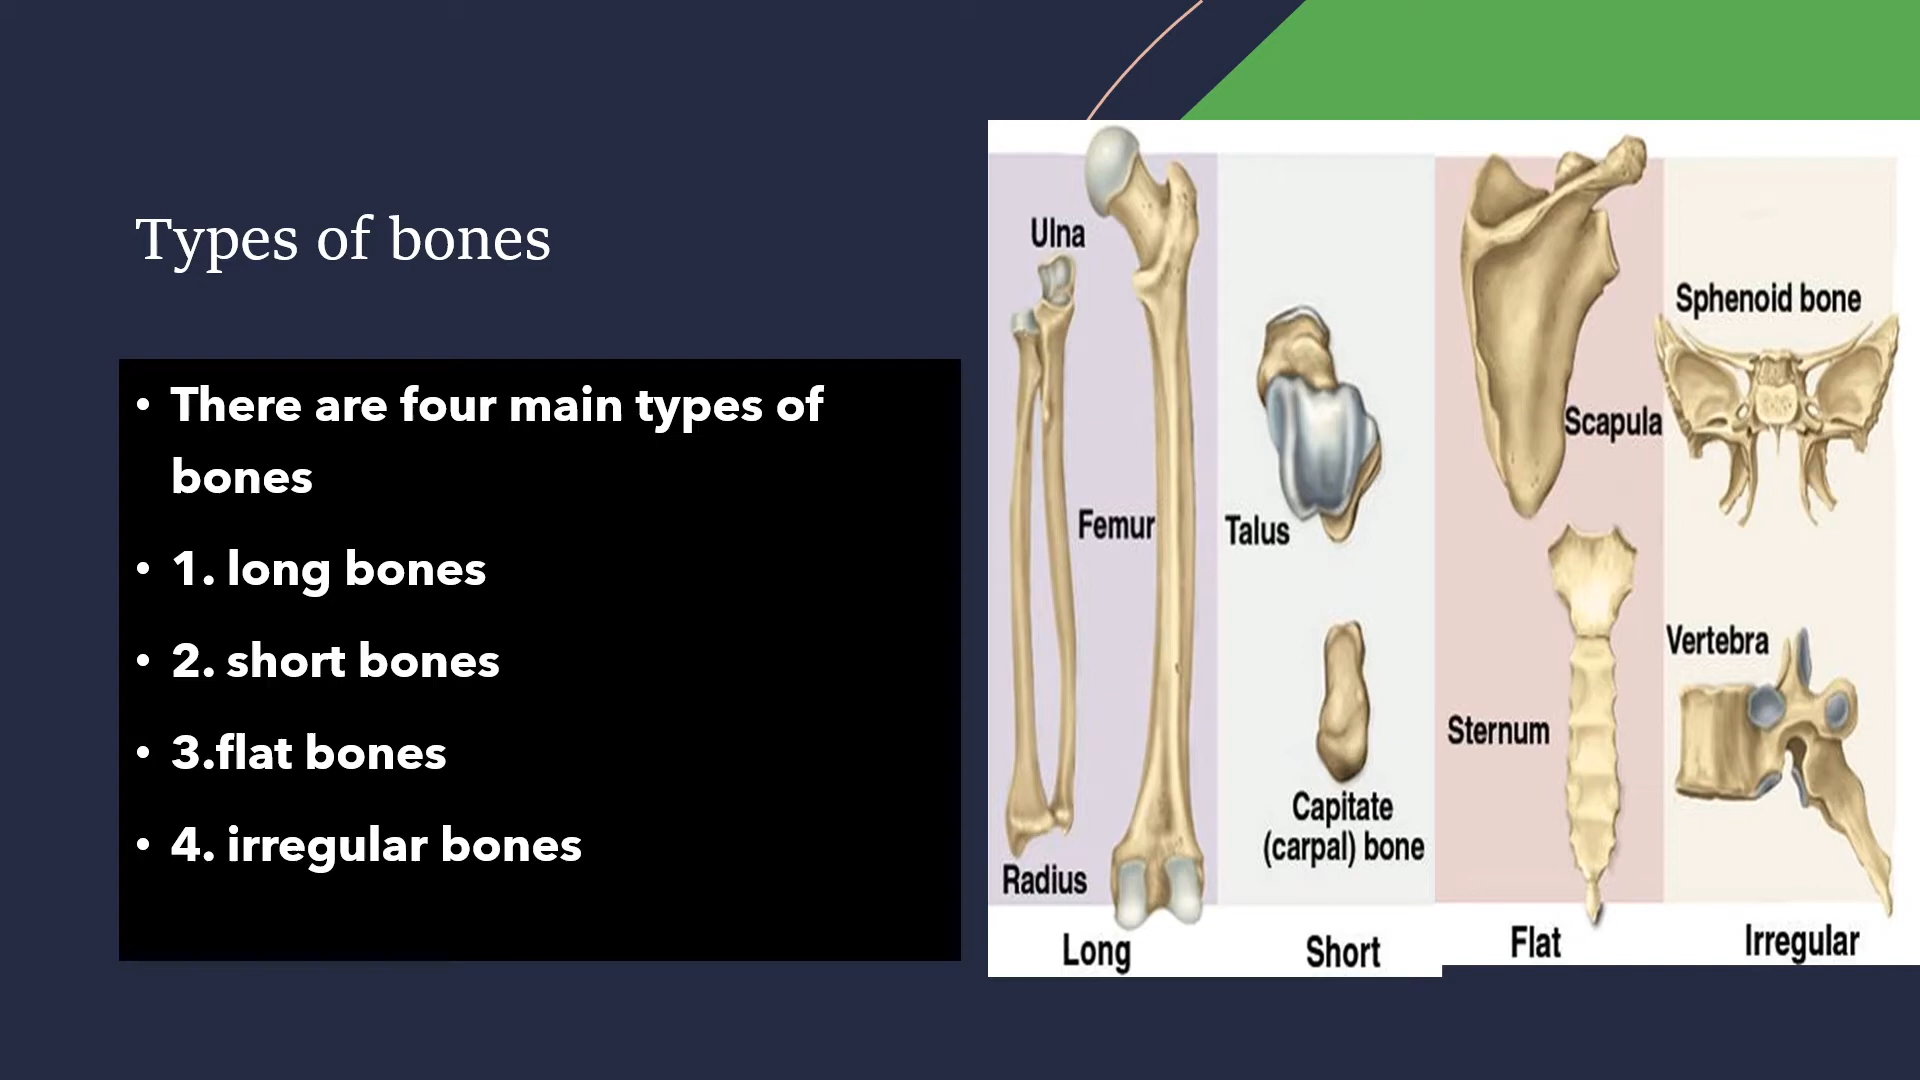 Types of bones
• There are four main types of
bones
• 1. long bones
• 2. short bones
• 3.flat bones
• 4. irregular bones
Ulna
Femur
Radius
Long
Talus
Capitate
(carpal) bone
Short
Scapula
Sternum
Flat
Sphenoid bone
Vertebra
Irregular